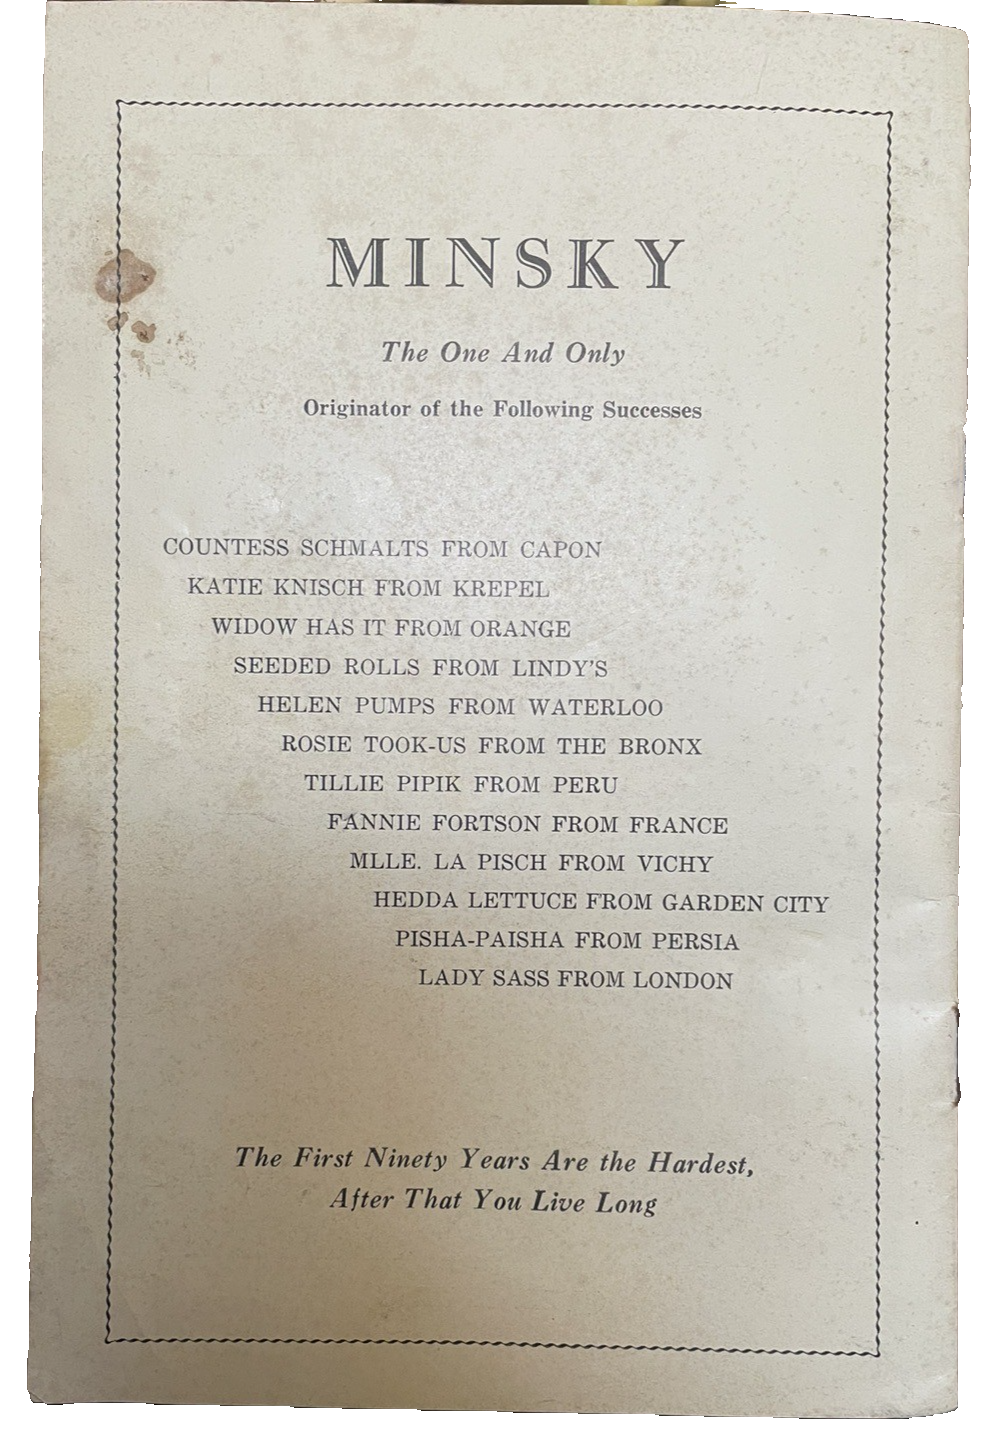 MINSKY
The One And Only
Originator of the Following Successes
COUNTESS SCHMALTS FROM CAPON
KATIE KNISCH FROM KREPEL
WIDOW HAS IT FROM ORANGE
SEEDED ROLLS FROM LINDY'S
HELEN PUMPS FROM WATERLOO
ROSIE TOOK-US FROM THE BRONX
TILLIE PIPIK FROM PERU
FANNIE FORTSON FROM FRANCE
MLLE. LA PISCH FROM VICHY
HEDDA LETTUCE FROM GARDEN CITY
PISHA-PAISHA FROM PERSIA
LADY SASS FROM LONDON
The First Ninety Years Are the Hardest,
After That You Live Long